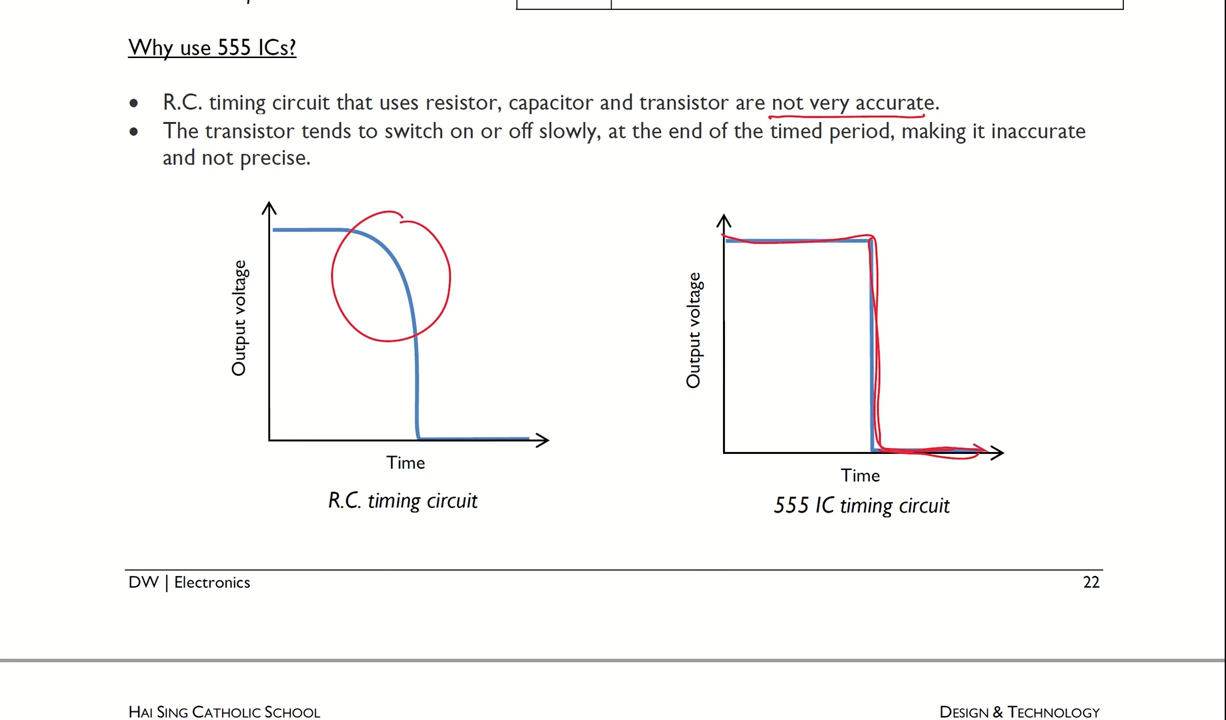 Why use 555 ICs?
• R.C. timing circuit that uses resistor, capacitor and transistor are not very accurate.
• The transistor tends to switch on or off slowly, at the end of the timed period, making it inaccurate
and not precise.
Output voltage
Time
R.C. timing circuit
Output voltage
Time
555 IC timing circuit
DW | Electronics
22
HAI SING CATHOLIC SCHOOL
DESIGN & TECHNOLOGY